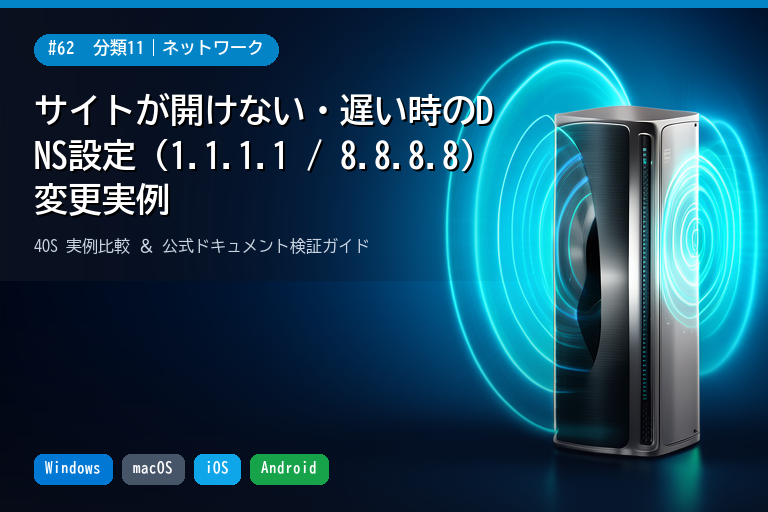 #62　分類11｜ネットワーク
サイトが開けない・遅い時のD
NS設定（1.1.1.1 / 8.8.8.8）
変更実例
4OS 実例比較 ＆ 公式ドキュメント検証ガイド
Windows
macOS
iOS
Android